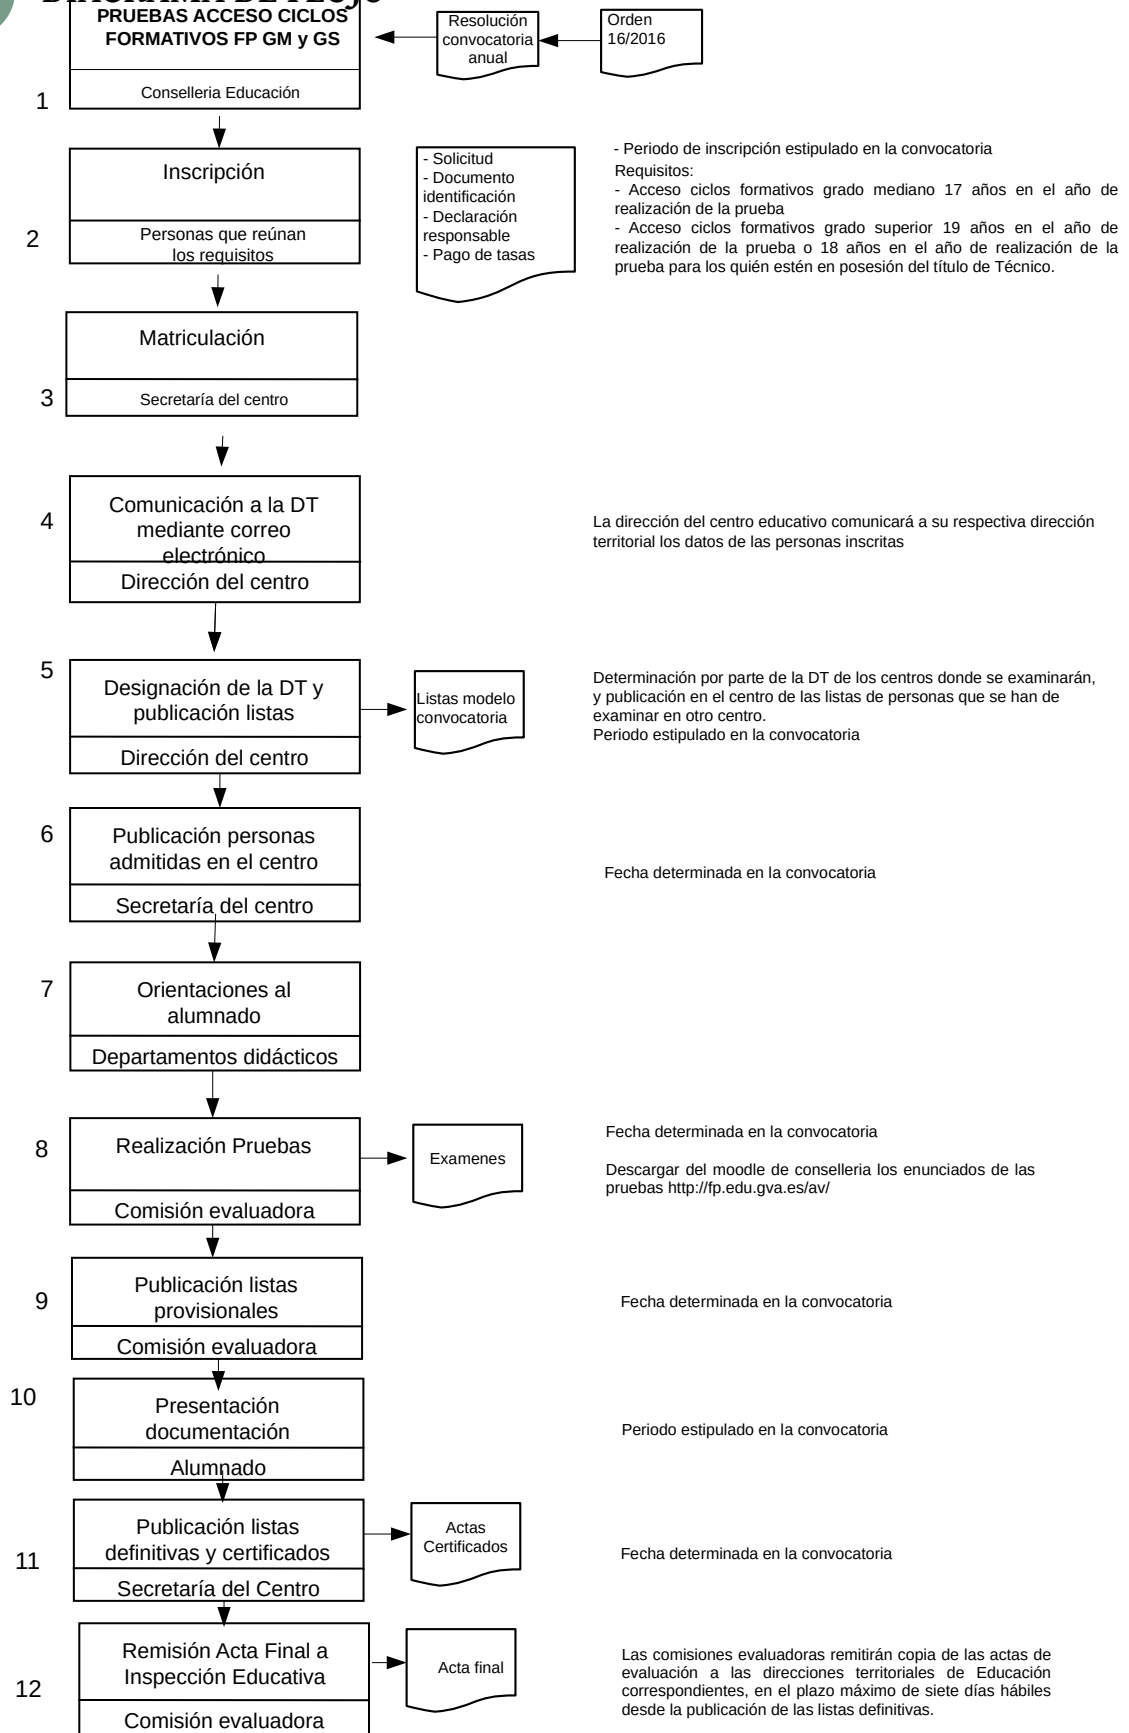 DIAGRAMA DE FLUJO
PRUEBAS ACCESO CICLOS
FORMATIVOS FP GM y GS
Conselleria Educación
1
Resolución
convocatoria
anual
Orden
16/2016
Inscripción
2
Personas que reúnan
los requisitos
- Solicitud
- Documento
identificación
- Declaración
responsable
- Pago de tasas
- Periodo de inscripción estipulado en la convocatoria
Requisitos:
- Acceso ciclos formativos grado mediano 17 años en el año de
realización de la prueba
- Acceso ciclos formativos grado superior 19 años en el año de
realización de la prueba o 18 años en el año de realización de la
prueba para los quién estén en posesión del título de Técnico.
Matriculación
3
Secretaría del centro
4
Comunicación a la DT
mediante correo
electrónico
Dirección del centro
La dirección del centro educativo comunicará a su respectiva dirección
territorial los datos de las personas inscritas
5
Designación de la DT y
publicación listas
Dirección del centro
Listas modelo
convocatoria
Determinación por parte de la DT de los centros donde se examinarán,
y publicación en el centro de las listas de personas que se han de
examinar en otro centro.
Periodo estipulado en la convocatoria
6
Publicación personas
admitidas en el centro
Secretaría del centro
Fecha determinada en la convocatoria
7
Orientaciones al
alumnado
Departamentos didácticos
8
Realización Pruebas
Comisión evaluadora
Examenes
Fecha determinada en la convocatoria
Descargar del moodle de conselleria los enunciados de las
pruebas http://fp.edu.gva.es/av/
9
Publicación listas
provisionales
Comisión evaluadora
Fecha determinada en la convocatoria
10
Presentación
documentación
Alumnado
Periodo estipulado en la convocatoria
11
Publicación listas
definitivas y certificados
Secretaría del Centro
Actas
Certificados
Fecha determinada en la convocatoria
12
Remisión Acta Final a
Inspección Educativa
Comisión evaluadora
Acta final
Las comisiones evaluadoras remitirán copia de las actas de
evaluación a las direcciones territoriales de Educación
correspondientes, en el plazo máximo de siete días hábiles
desde la publicación de las listas definitivas.